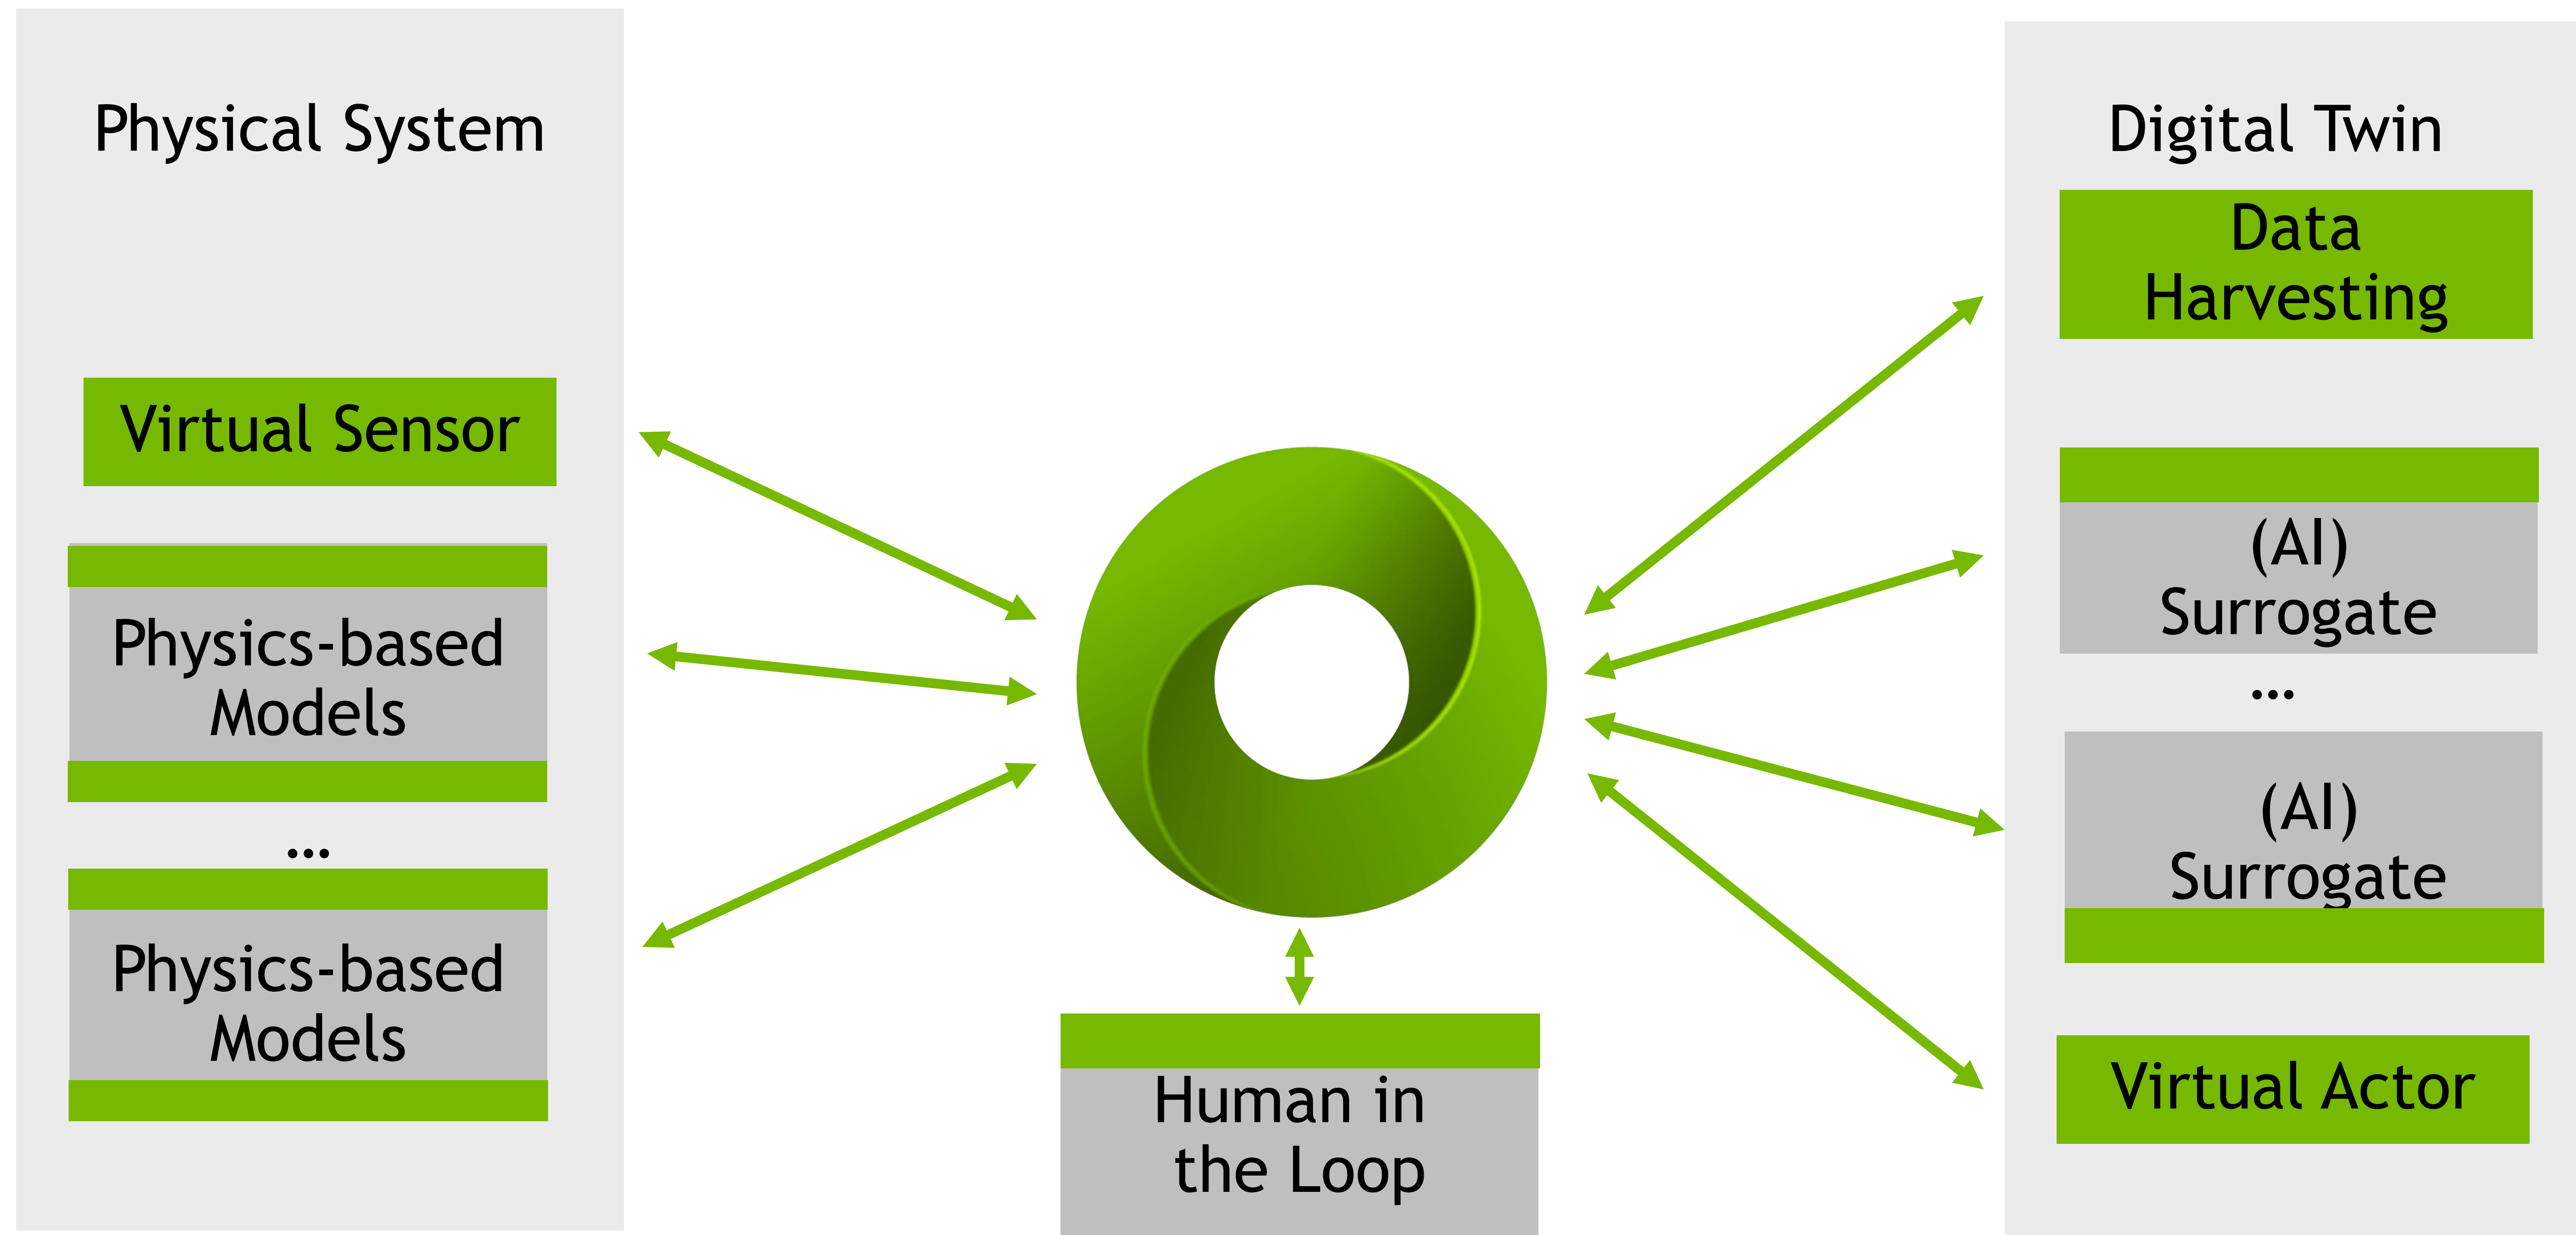 Physical System
Virtual Sensor
Physics-based
Models
...
Physics-based
Models
Human in
the Loop
Digital Twin
Data
Harvesting
(AI)
Surrogate
...
(AI)
Surrogate
Virtual Actor